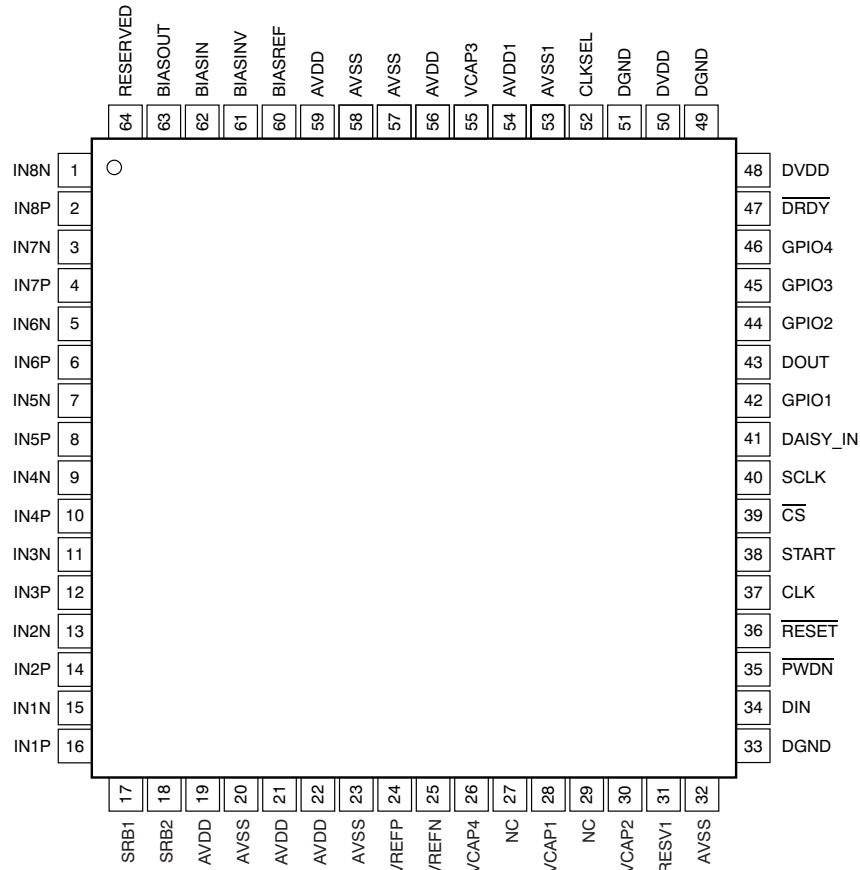 RESERVED
BIASOUT
BIASIN
BIASINV
BIASREF
AVDD
AVSS
AVSS
AVDD
VCAP3
AVDD1
AVSS1
CLKSEL
DGND
DVDD
DGND
64 63 62 61 60 59 58 57 56 55 54 53 52 51 50 49
IN8N 1 48 DVDD
IN8P 2 47 DRDY
IN7N 3 46 GPIO4
IN7P 4 45 GPIO3
IN6N 5 44 GPIO2
IN6P 6 43 DOUT
IN5N 7 42 GPIO1
IN5P 8 41 DAISY_IN
IN4N 9 40 SCLK
IN4P 10 39 CS
IN3N 11 38 START
IN3P 12 37 CLK
IN2N 13 36 RESET
IN2P 14 35 PWDN
IN1N 15 34 DIN
IN1P 16 33 DGND
17 18 19 20 21 22 23 24 25 26 27 28 29 30 31 32
SRB1
SRB2
AVDD
AVSS
AVDD
AVDD
AVSS
VREFP
VREFN
VCAP4
NC
VCAP1
NC
VCAP2
RESV1
AVSS